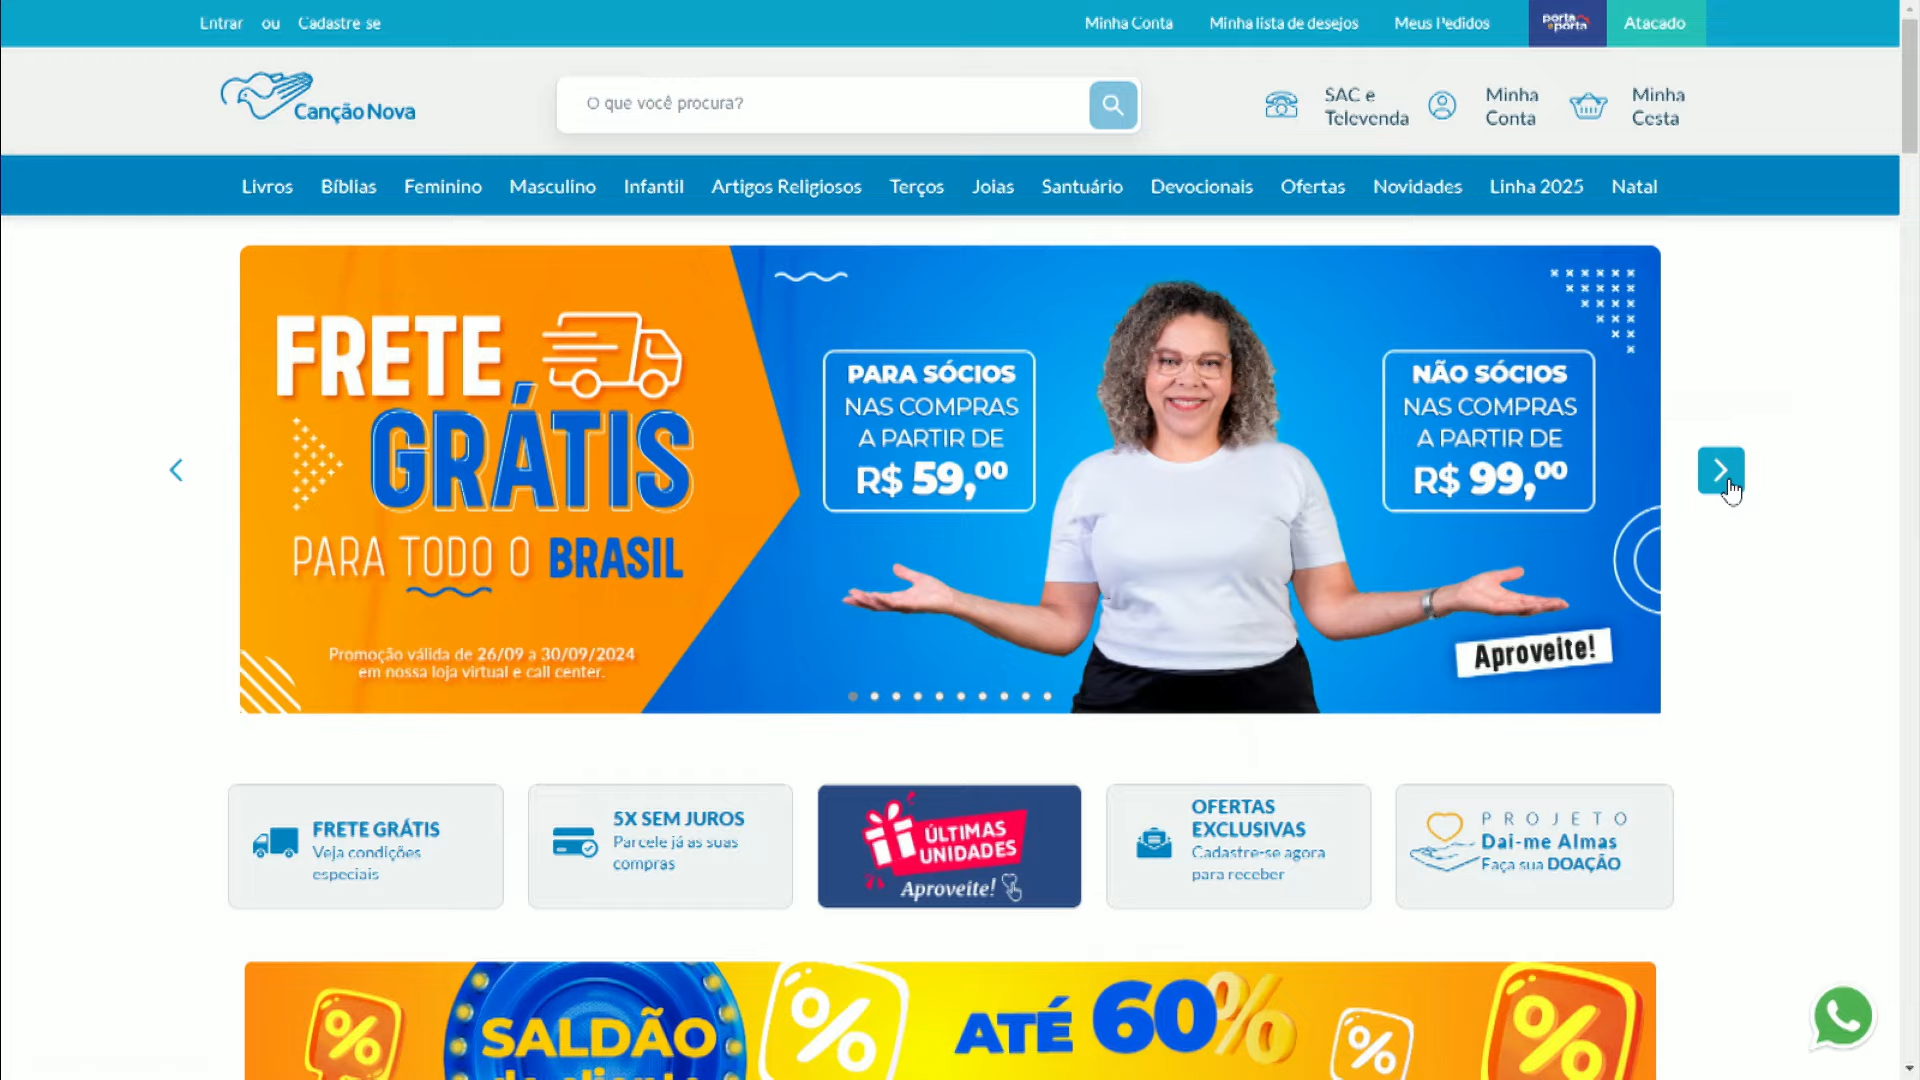 Entrar ou Cadastre-se
Minha Conta
Minha lista de desejos
Meus Pedidos
porta a porta
Atacado
Canção Nova
O que você procura?
SAC e
Televenda
Minha
Conta
Minha
Cesta
Livros
Bíblias
Feminino
Masculino
Infantil
Artigos Religiosos
Terços
Joias
Santuário
Devocionais
Ofertas
Novidades
Linha 2025
Natal
FRETE
GRÁTIS
PARA TODO O BRASIL
Promoção válida de 26/09 a 30/09/2024
em nossa loja virtual e call center.
PARA SÓCIOS
NAS COMPRAS
A PARTIR DE
R$ 59,00
NÃO SÓCIOS
NAS COMPRAS
A PARTIR DE
R$ 99,00
Aproveite!
FRETE GRÁTIS
Veja condições
especiais
5X SEM JUROS
Parcele já as suas
compras
ÚLTIMAS
UNIDADES
Aproveite!
OFERTAS
EXCLUSIVAS
Cadastre-se agora
para receber
PROJETO
Dai-me Almas
Faça sua DOAÇÃO
SALDÃO
do cliente
ATÉ 60%